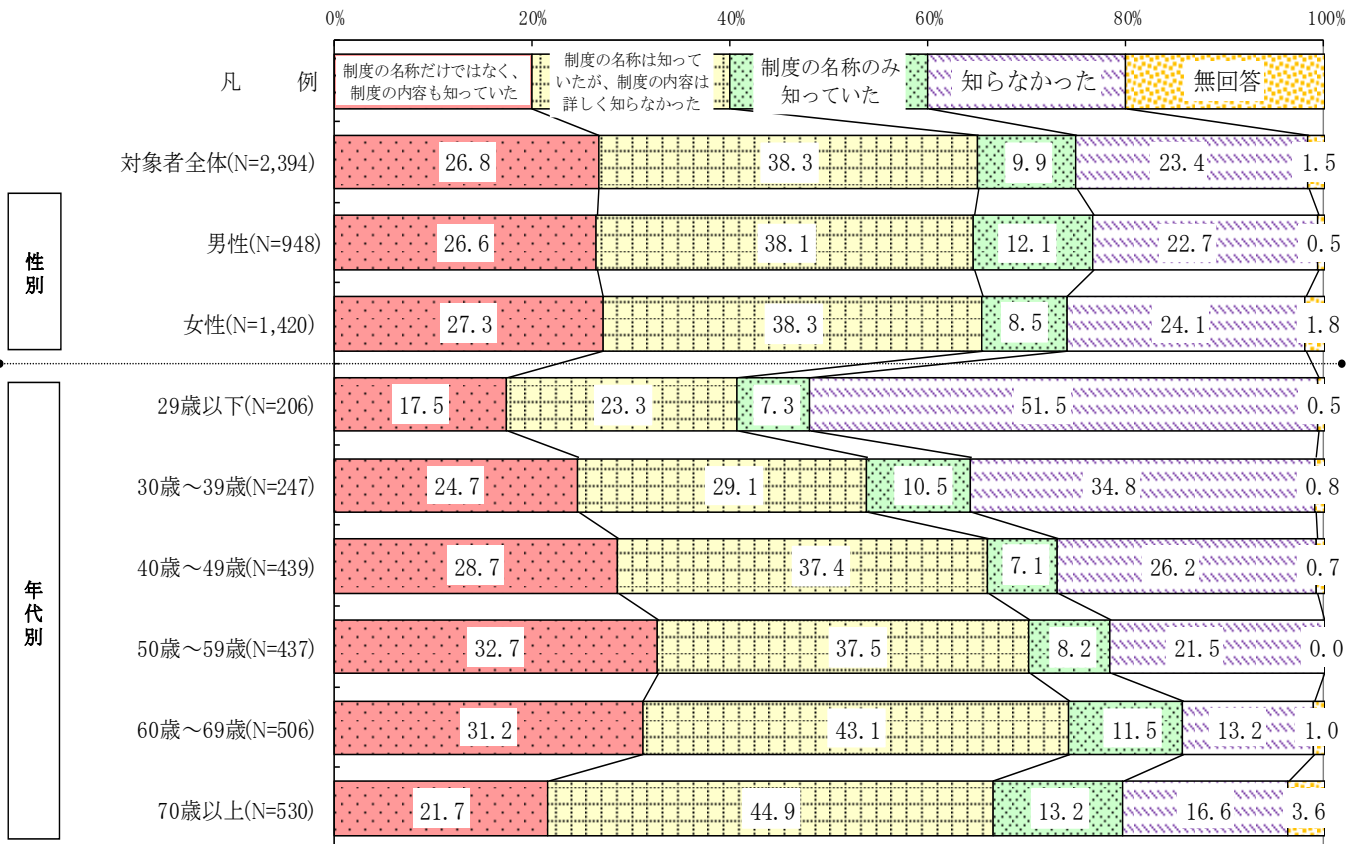 0% 20% 40% 60% 80% 100%
凡 例
制度の名称だけではなく、
制度の内容も知っていた
制度の名称は知って
いたが、制度の内容は
詳しく知らなかった
制度の名称のみ
知っていた
知らなかった
無回答
対象者全体(N=2,394) 26.8 38.3 9.9 23.4 1.5
性別
男性(N=948) 26.6 38.1 12.1 22.7 0.5
女性(N=1,420) 27.3 38.3 8.5 24.1 1.8
年代別
29歳以下(N=206) 17.5 23.3 7.3 51.5 0.5
30歳～39歳(N=247) 24.7 29.1 10.5 34.8 0.8
40歳～49歳(N=439) 28.7 37.4 7.1 26.2 0.7
50歳～59歳(N=437) 32.7 37.5 8.2 21.5 0.0
60歳～69歳(N=506) 31.2 43.1 11.5 13.2 1.0
70歳以上(N=530) 21.7 44.9 13.2 16.6 3.6